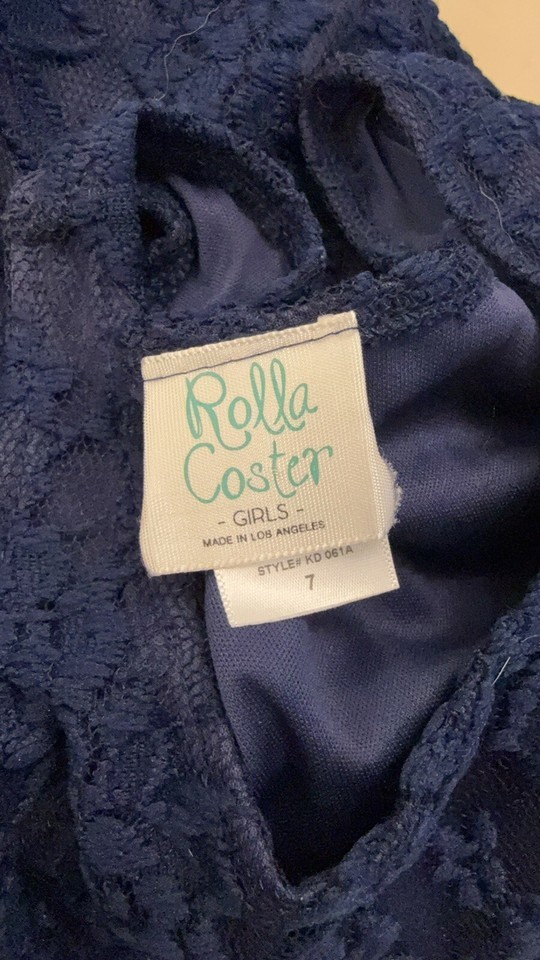 Rolla
Coster
- GIRLS -
MADE IN LOS ANGELES
STYLE# KD 061A
7